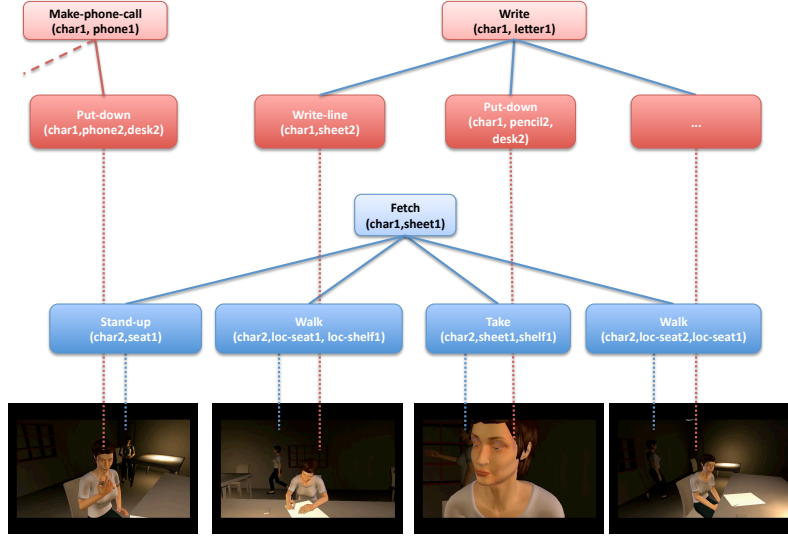 Make-phone-call
(char1, phone1)
Write
(char1, letter1)
Put-down
(char1,phone2,desk2)
Write-line
(char1,sheet2)
Put-down
(char1, pencil2,
desk2)
...
Fetch
(char1,sheet1)
Stand-up
(char2,seat1)
Walk
(char2,loc-seat1, loc-shelf1)
Take
(char2,sheet1,shelf1)
Walk
(char2,loc-seat2,loc-seat1)